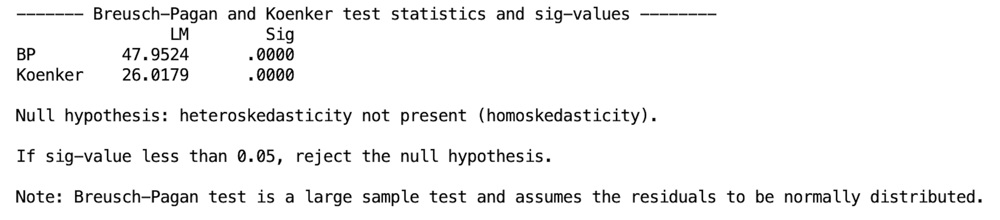 ------- Breusch-Pagan and Koenker test statistics and sig-values --------
LM Sig
BP 47.9524 .0000
Koenker 26.0179 .0000
Null hypothesis: heteroskedasticity not present (homoskedasticity).
If sig-value less than 0.05, reject the null hypothesis.
Note: Breusch-Pagan test is a large sample test and assumes the residuals to be normally distributed.